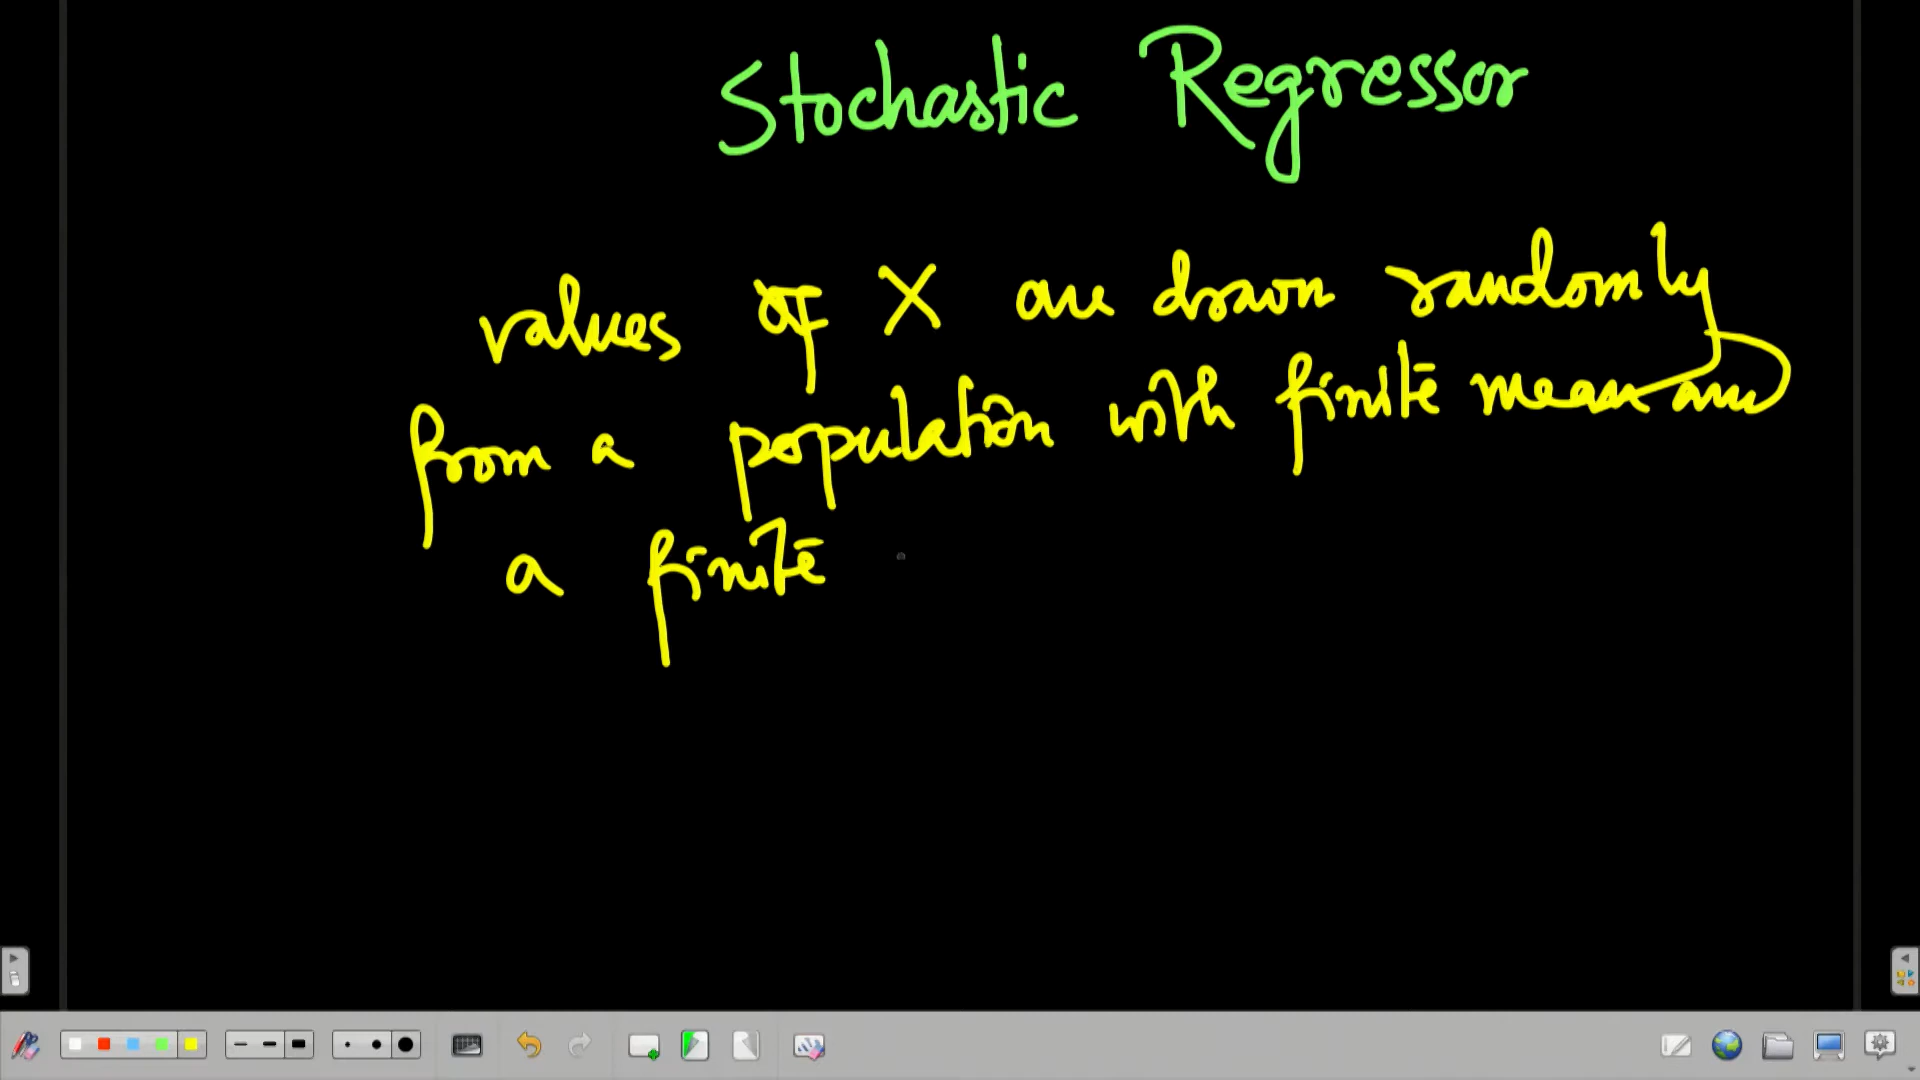 Stochastic Regressor
values of X are drawn randomly
from a population with finite mean and
a finite